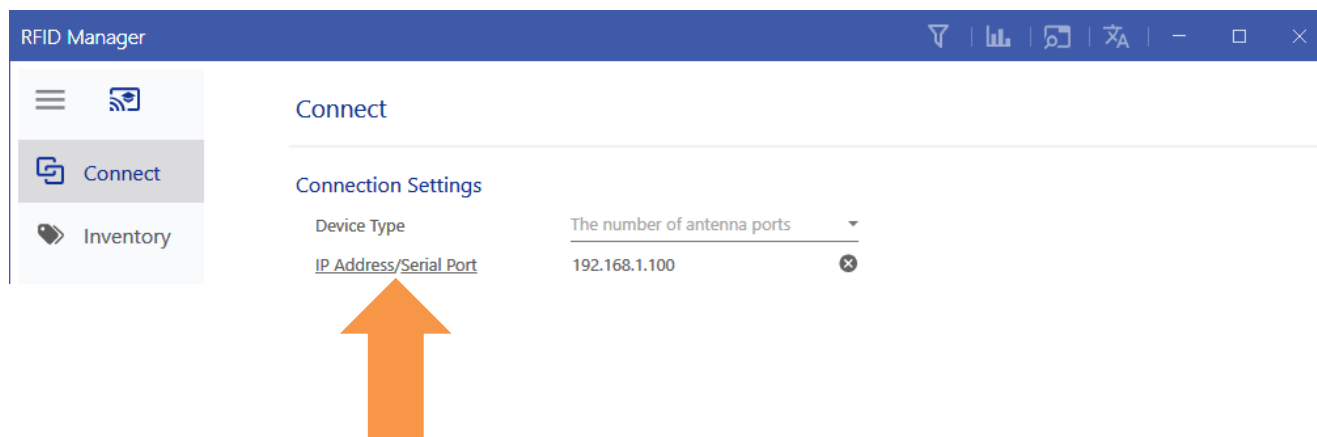 RFID Manager
Connect
Connect
Connection Settings
Device Type The number of antenna ports
Inventory
IP Address/Serial Port 192.168.1.100